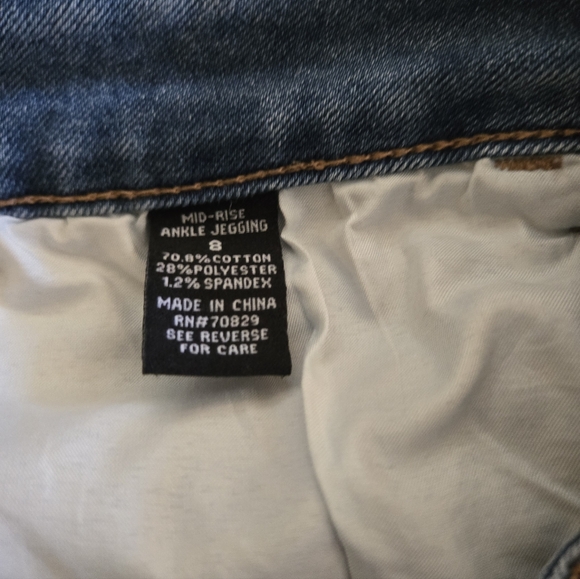 MID-RISE
ANKLE JEGGING
8
70.8%COTTON
28%POLYESTER
1.2% SPANDEX
MADE IN CHINA
RN#70829
SEE REVERSE
FOR CARE